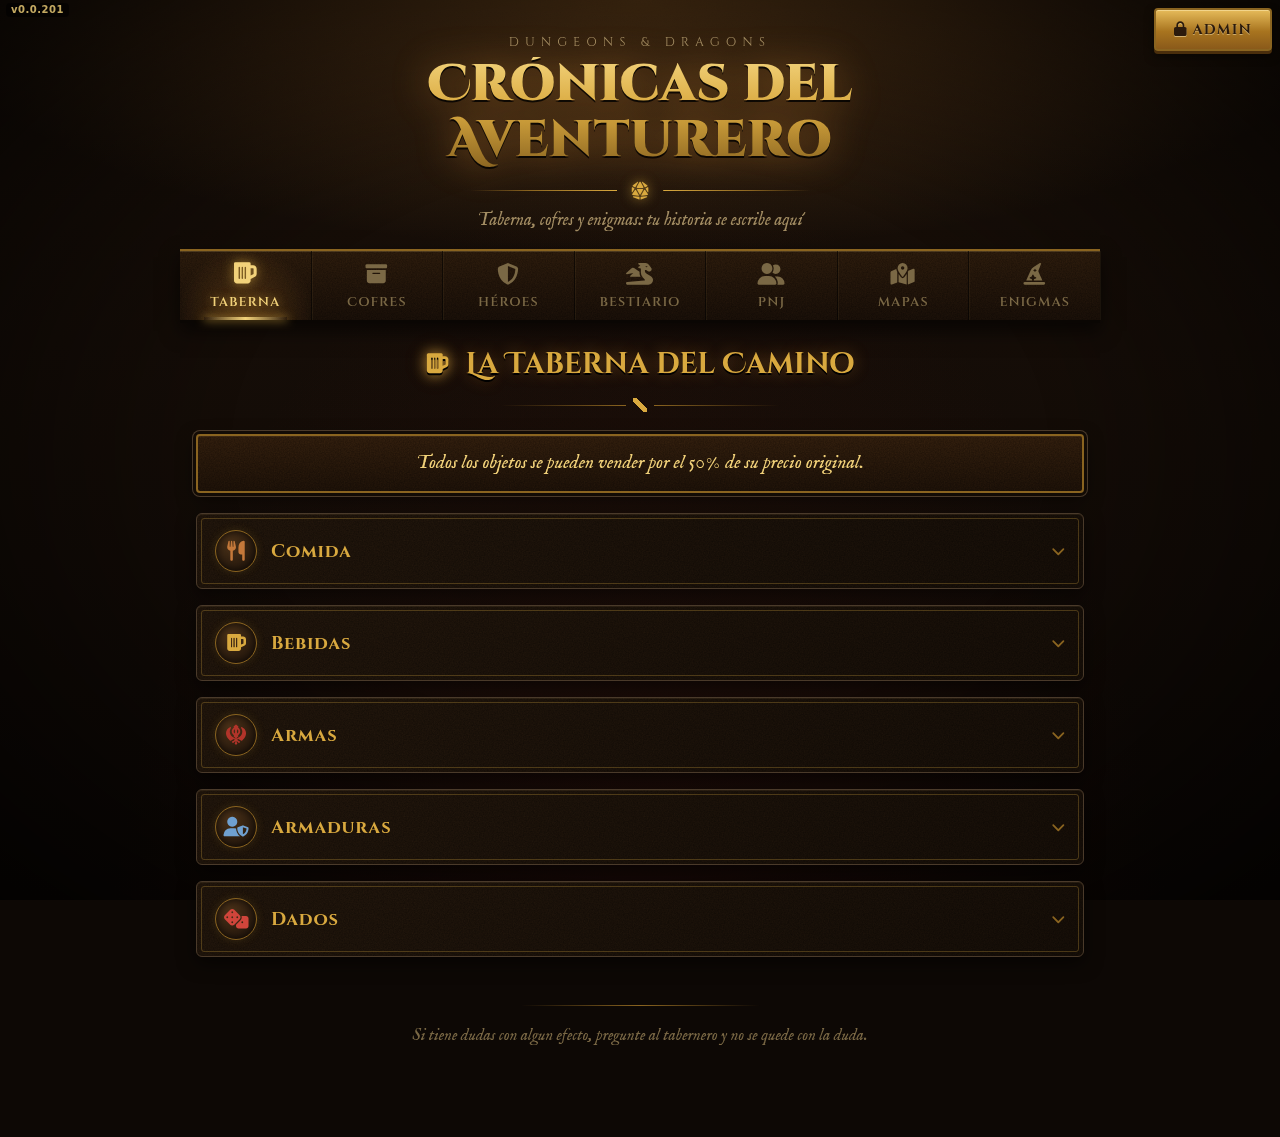 v0.0.201
ADMIN
DUNGEONS & DRAGONS
CRÓNICAS DEL
AVENTURERO
Taberna, cofres y enigmas: tu historia se escribe aquí
TABERNA
COFRES
HÉROES
BESTIARIO
PNJ
MAPAS
ENIGMAS
LA TABERNA DEL CAMINO
Todos los objetos se pueden vender por el 50% de su precio original.
COMIDA
BEBIDAS
ARMAS
ARMADURAS
DADOS
Si tiene dudas con algun efecto, pregunte al tabernero y no se quede con la duda.